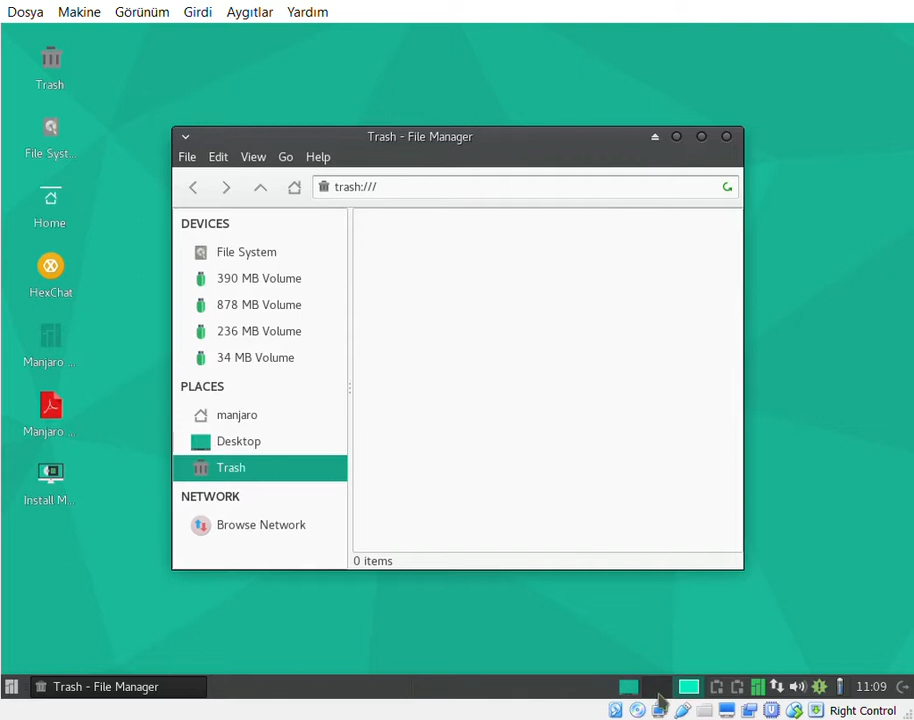 Dosya Makine Görünüm Girdi Aygıtlar Yardım
Trash
File Syst...
Home
HexChat
Manjaro ...
Manjaro ...
Install M...
Trash - File Manager
File Edit View Go Help
trash:///
DEVICES
File System
390 MB Volume
878 MB Volume
236 MB Volume
34 MB Volume
PLACES
manjaro
Desktop
Trash
NETWORK
Browse Network
0 items
Trash - File Manager
11:09
Right Control